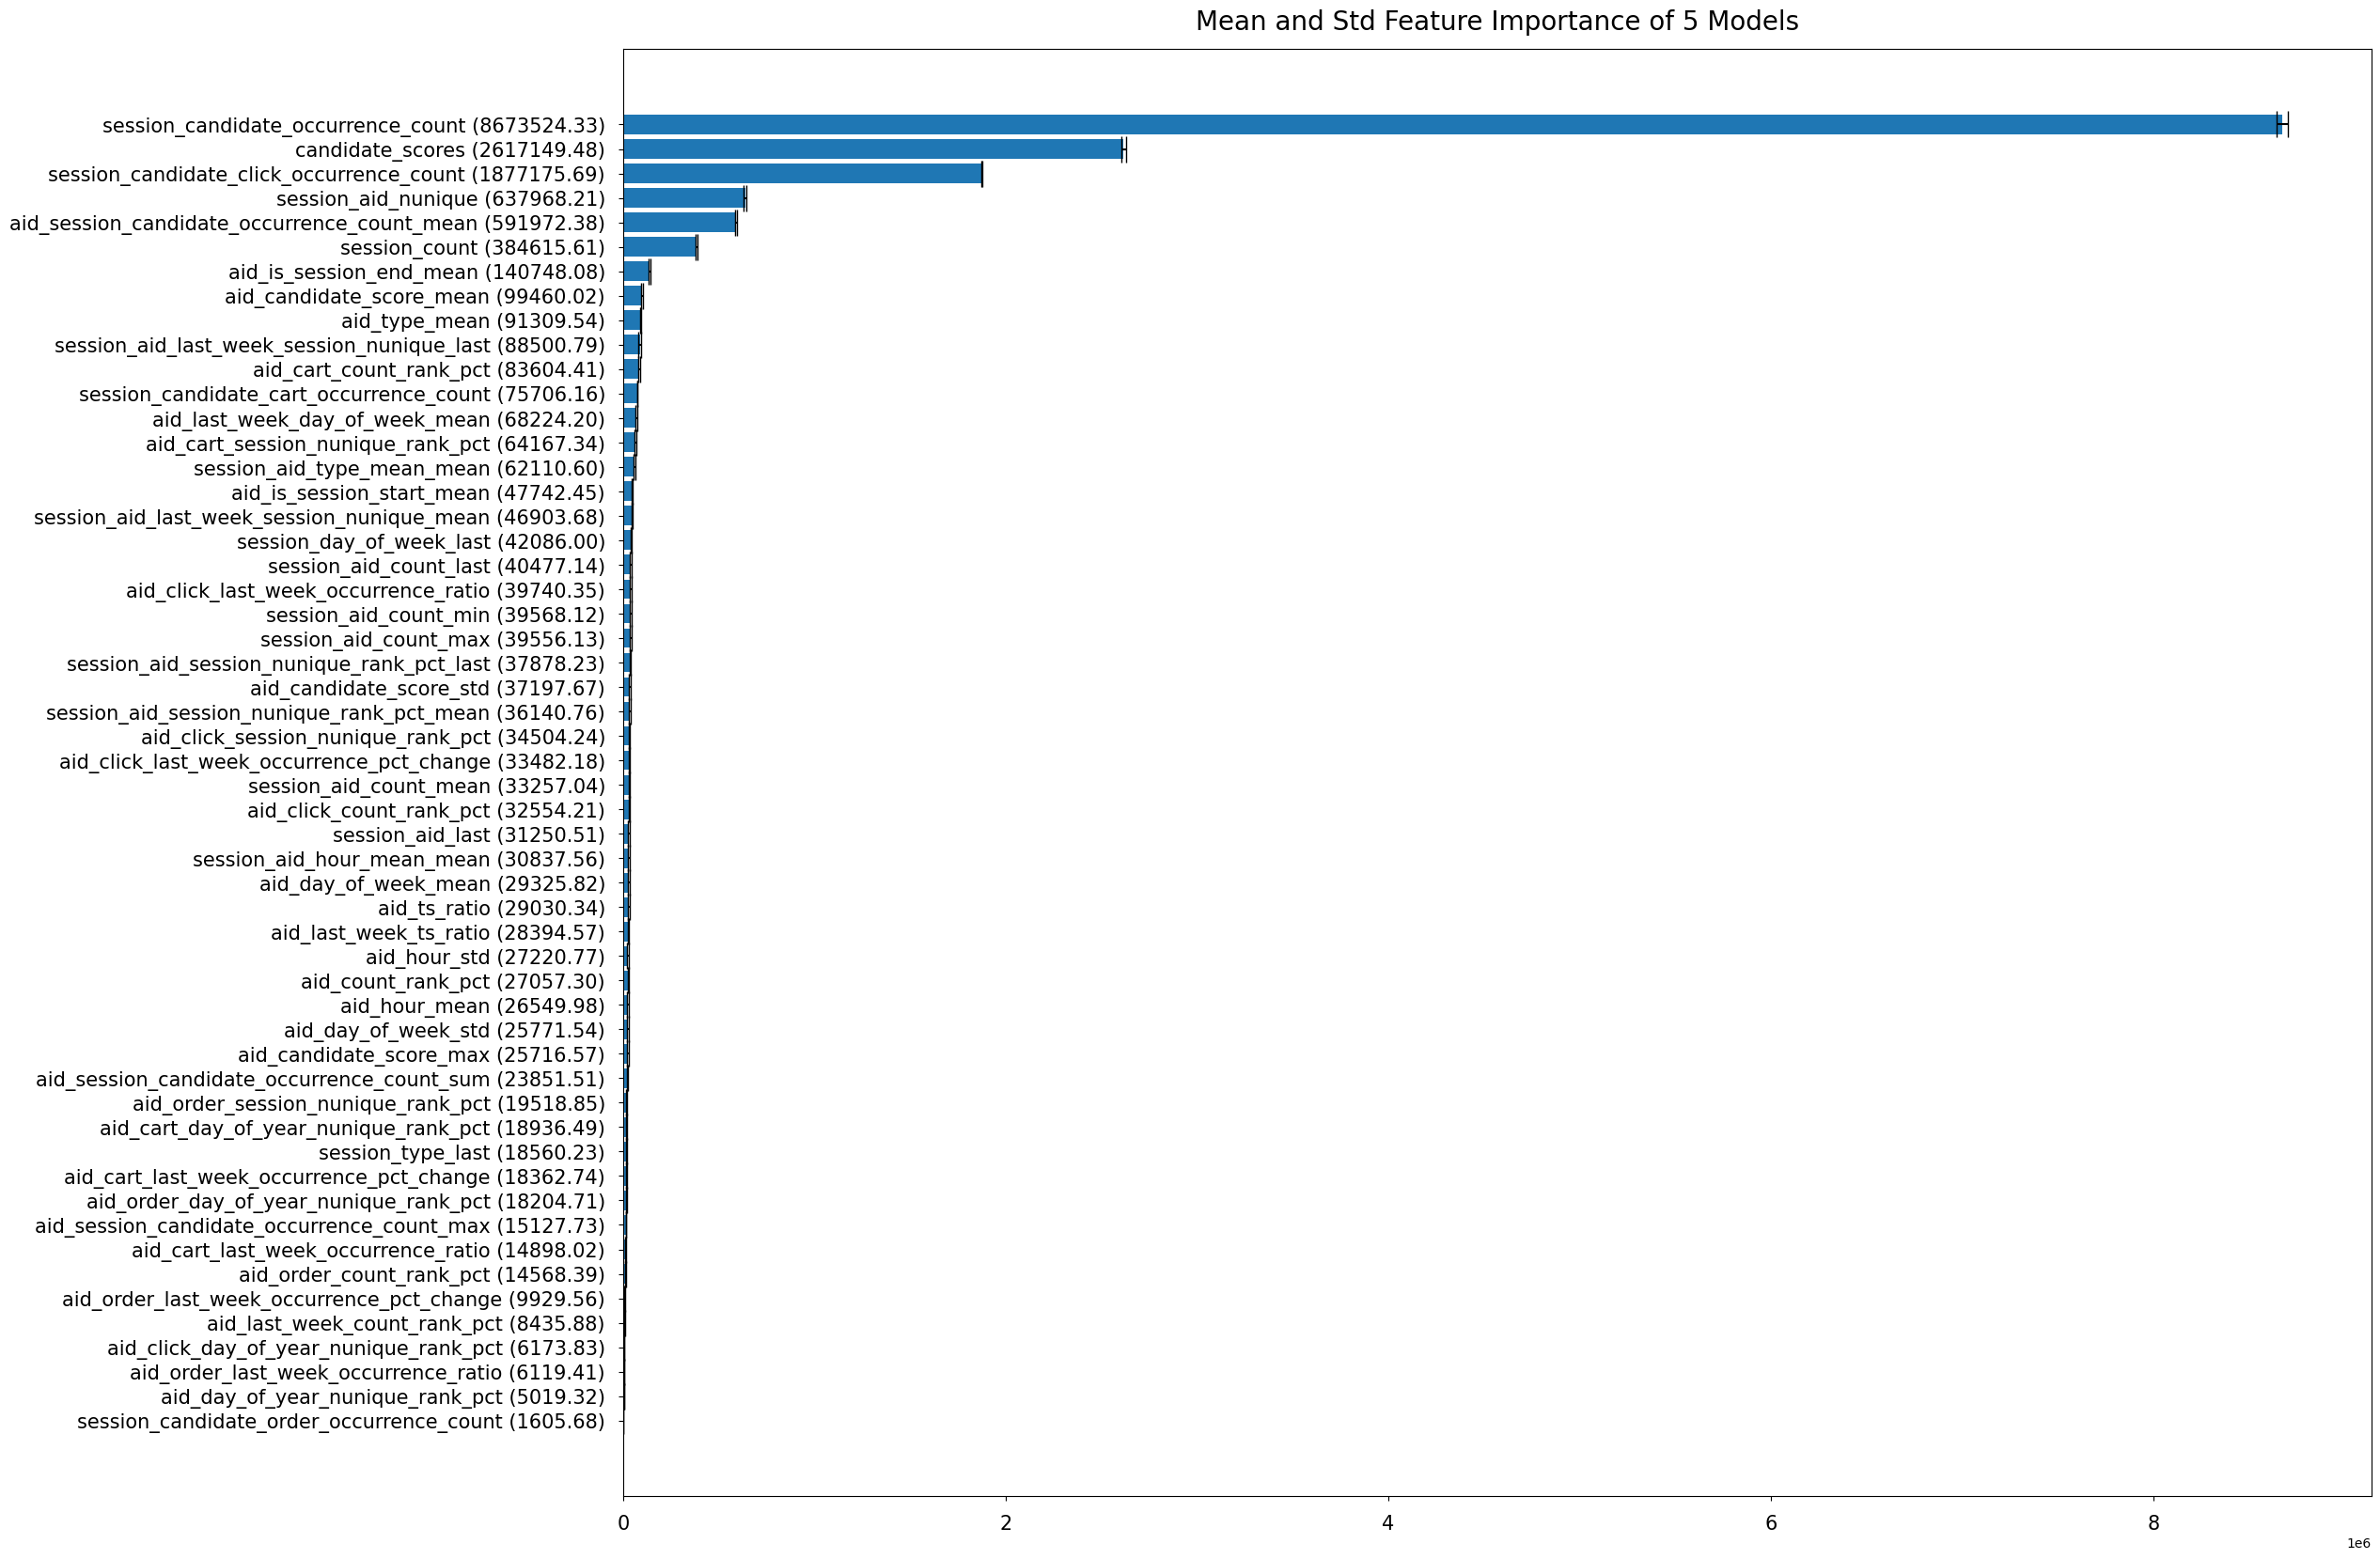 Mean and Std Feature Importance of 5 Models
session_candidate_occurrence_count (8673524.33)
candidate_scores (2617149.48)
session_candidate_click_occurrence_count (1877175.69)
session_aid_nunique (637968.21)
aid_session_candidate_occurrence_count_mean (591972.38)
session_count (384615.61)
aid_is_session_end_mean (140748.08)
aid_candidate_score_mean (99460.02)
aid_type_mean (91309.54)
session_aid_last_week_session_nunique_last (88500.79)
aid_cart_count_rank_pct (83604.41)
session_candidate_cart_occurrence_count (75706.16)
aid_last_week_day_of_week_mean (68224.20)
aid_cart_session_nunique_rank_pct (64167.34)
session_aid_type_mean_mean (62110.60)
aid_is_session_start_mean (47742.45)
session_aid_last_week_session_nunique_mean (46903.68)
session_day_of_week_last (42086.00)
session_aid_count_last (40477.14)
aid_click_last_week_occurrence_ratio (39740.35)
session_aid_count_min (39568.12)
session_aid_count_max (39556.13)
session_aid_session_nunique_rank_pct_last (37878.23)
aid_candidate_score_std (37197.67)
session_aid_session_nunique_rank_pct_mean (36140.76)
aid_click_session_nunique_rank_pct (34504.24)
aid_click_last_week_occurrence_pct_change (33482.18)
session_aid_count_mean (33257.04)
aid_click_count_rank_pct (32554.21)
session_aid_last (31250.51)
session_aid_hour_mean_mean (30837.56)
aid_day_of_week_mean (29325.82)
aid_ts_ratio (29030.34)
aid_last_week_ts_ratio (28394.57)
aid_hour_std (27220.77)
aid_count_rank_pct (27057.30)
aid_hour_mean (26549.98)
aid_day_of_week_std (25771.54)
aid_candidate_score_max (25716.57)
aid_session_candidate_occurrence_count_sum (23851.51)
aid_order_session_nunique_rank_pct (19518.85)
aid_cart_day_of_year_nunique_rank_pct (18936.49)
session_type_last (18560.23)
aid_cart_last_week_occurrence_pct_change (18362.74)
aid_order_day_of_year_nunique_rank_pct (18204.71)
aid_session_candidate_occurrence_count_max (15127.73)
aid_cart_last_week_occurrence_ratio (14898.02)
aid_order_count_rank_pct (14568.39)
aid_order_last_week_occurrence_pct_change (9929.56)
aid_last_week_count_rank_pct (8435.88)
aid_click_day_of_year_nunique_rank_pct (6173.83)
aid_order_last_week_occurrence_ratio (6119.41)
aid_day_of_year_nunique_rank_pct (5019.32)
session_candidate_order_occurrence_count (1605.68)
0 2 4 6 8
1e6